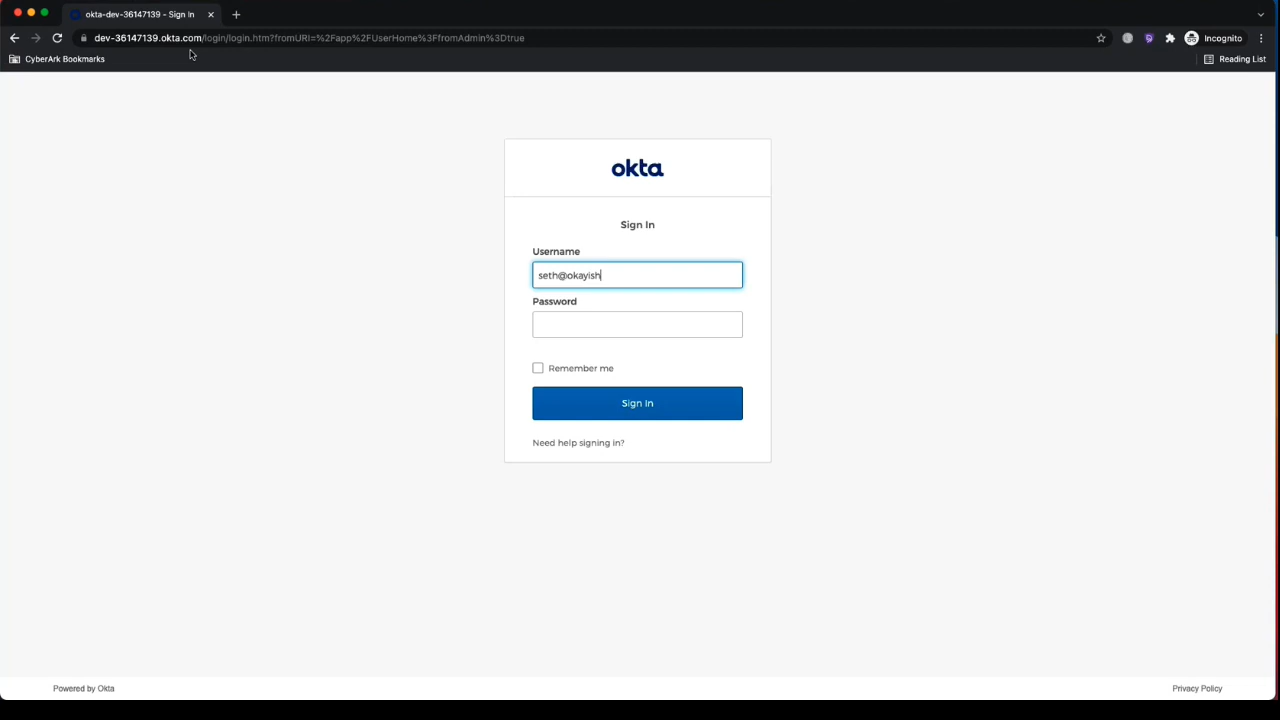 okta-dev-36147139 - Sign In
dev-36147139.okta.com/login/login.htm?fromURI=%2Fapp%2FUserHome%3FfromAdmin%3Dtrue
Incognito
CyberArk Bookmarks
Reading List
okta
Sign In
Username
seth@okayish
Password
Remember me
Sign In
Need help signing in?
Powered by Okta
Privacy Policy